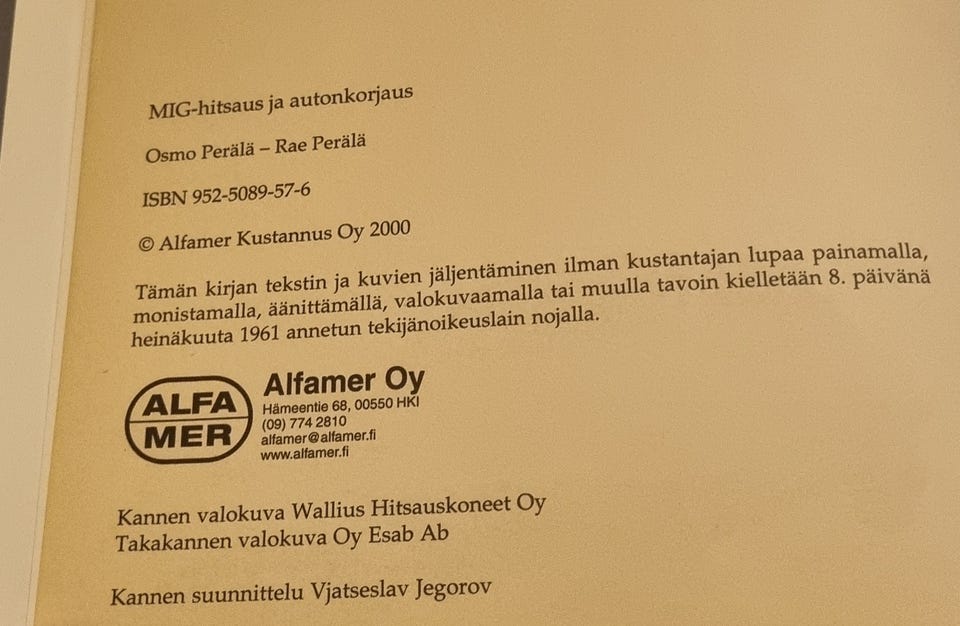 MIG-hitsaus ja autonkorjaus
Osmo Perälä – Rae Perälä
ISBN 952-5089-57-6
© Alfamer Kustannus Oy 2000
Tämän kirjan tekstin ja kuvien jäljentäminen ilman kustantajan lupaa painamalla,
monistamalla, äänittämällä, valokuvaamalla tai muulla tavoin kielletään 8. päivänä
heinäkuuta 1961 annetun tekijänoikeuslain nojalla.
ALFA
MER
Alfamer Oy
Hämeentie 68, 00550 HKI
(09) 774 2810
alfamer@alfamer.fi
www.alfamer.fi
Kannen valokuva Wallius Hitsauskoneet Oy
Takakannen valokuva Oy Esab Ab
Kannen suunnittelu Vjatseslav Jegorov